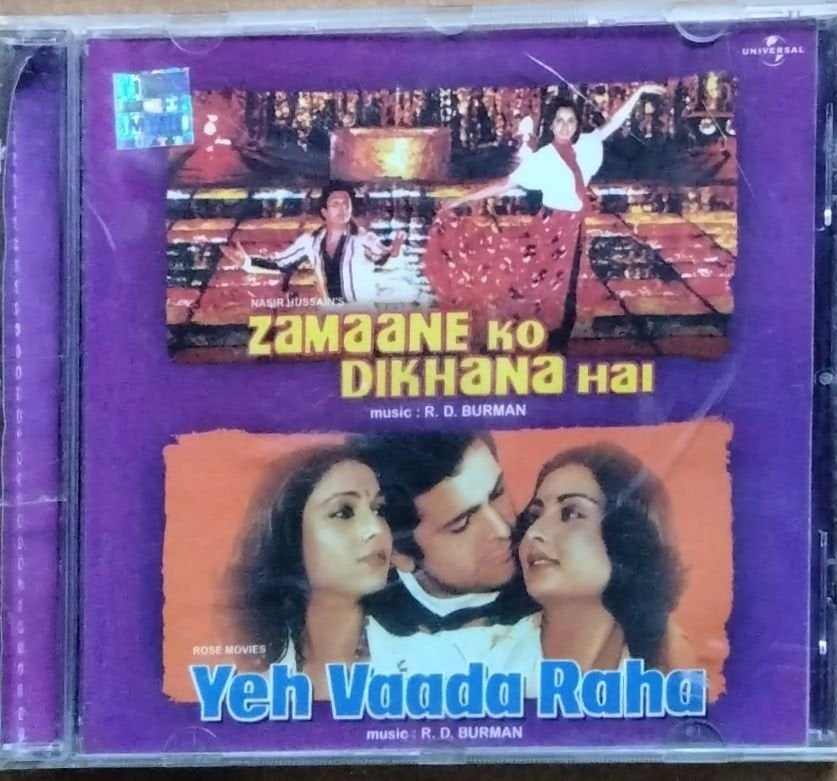 UNIVERSAL
NASIR HUSSAIN'S
ZAMAANE KO
DIKHANA HAI
music : R. D. BURMAN
ROSE MOVIES
Yeh Vaada Raha
music : R. D. BURMAN